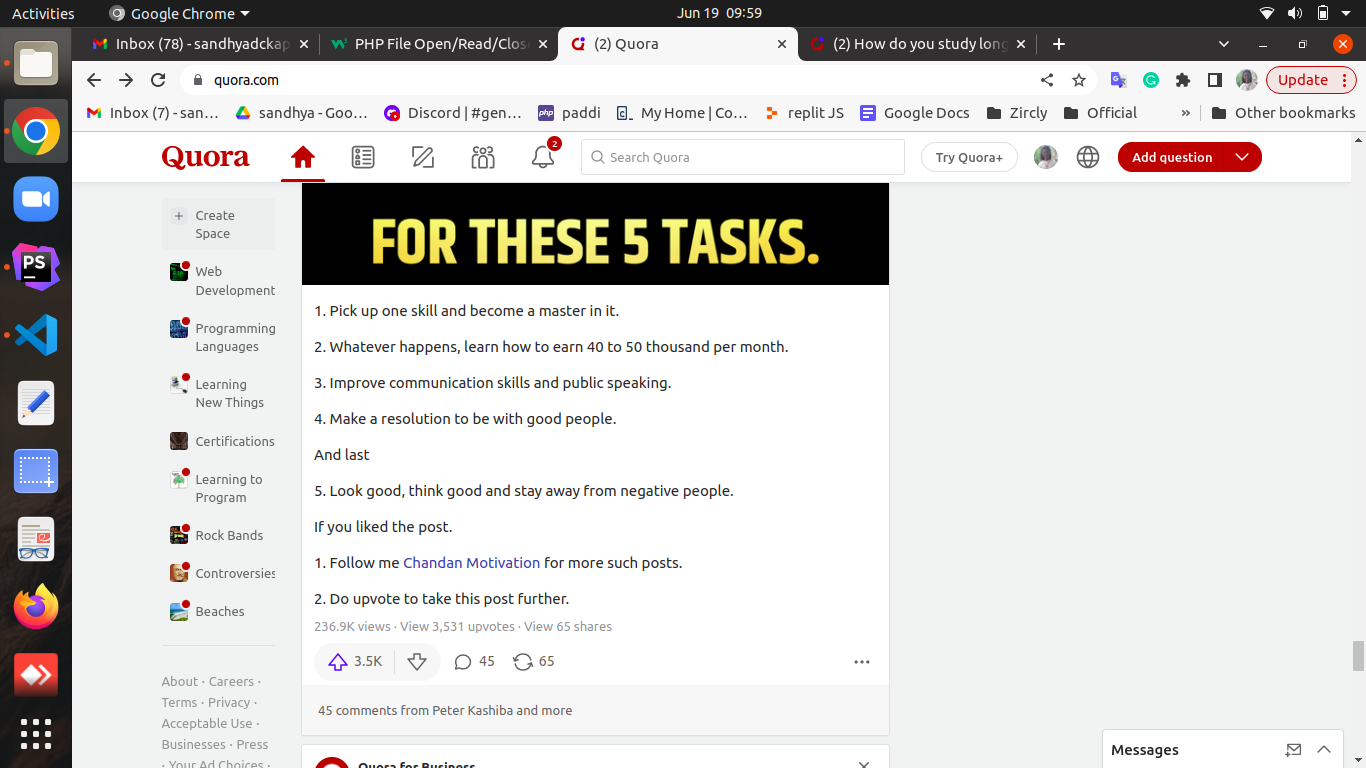 Activities
Google Chrome
Jun 19 09:59
Inbox (78) - sandhyadckap
PHP File Open/Read/Close
(2) Quora
(2) How do you study long
quora.com
Update
Inbox (7) - san…
sandhya - Goo…
Discord | #gen…
php
paddi
My Home | Co…
replit JS
Google Docs
Zircly
Official
»
Other bookmarks
Quora
2
Search Quora
Try Quora+
Add question
PS
Create
Space
Web
Development
Programming
Languages
Learning
New Things
Certifications
Learning to
Program
Rock Bands
Controversies
Beaches
About · Careers ·
Terms · Privacy ·
Acceptable Use ·
Businesses · Press
· Your Ad Choices ·
FOR THESE 5 TASKS.
1. Pick up one skill and become a master in it.
2. Whatever happens, learn how to earn 40 to 50 thousand per month.
3. Improve communication skills and public speaking.
4. Make a resolution to be with good people.
And last
5. Look good, think good and stay away from negative people.
If you liked the post.
1. Follow me Chandan Motivation for more such posts.
2. Do upvote to take this post further.
236.9K views · View 3,531 upvotes · View 65 shares
3.5K
45
65
45 comments from Peter Kashiba and more
Quora for Business
Messages